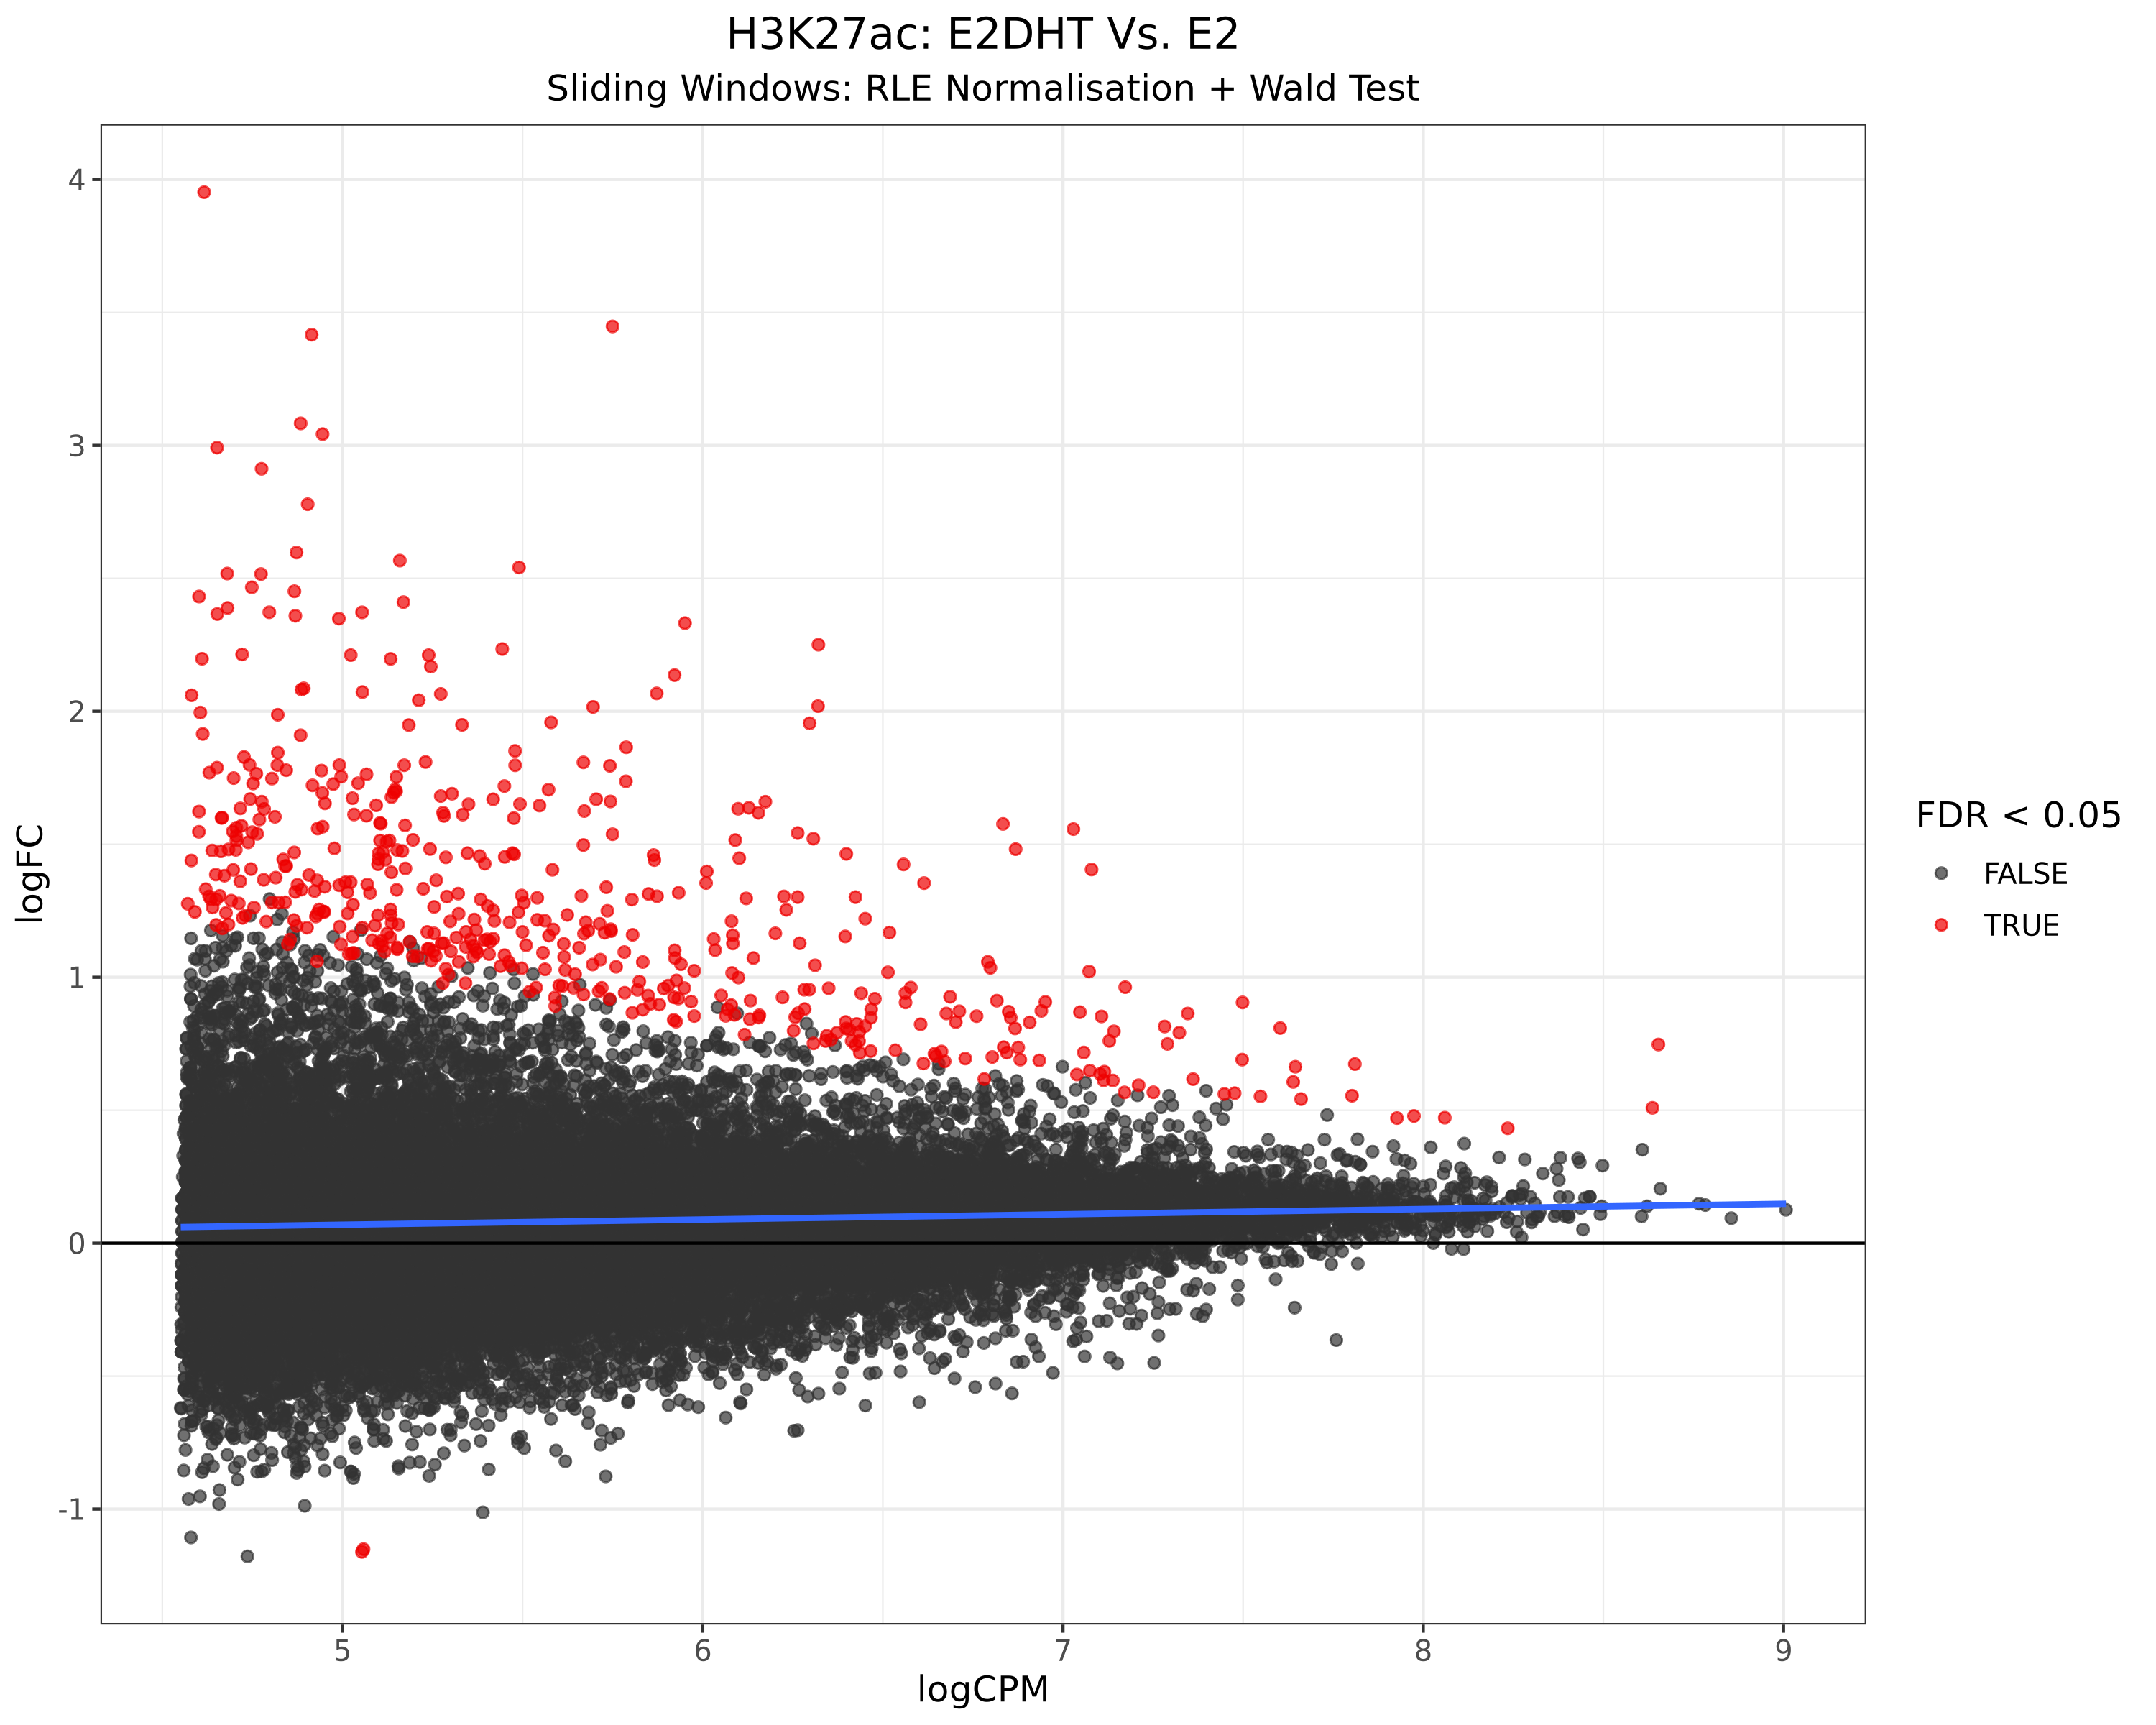 H3K27ac: E2DHT Vs. E2
Sliding Windows: RLE Normalisation + Wald Test
4
3
2
1
0
-1
logFC
5 6 7 8 9
logCPM
FDR < 0.05
FALSE
TRUE